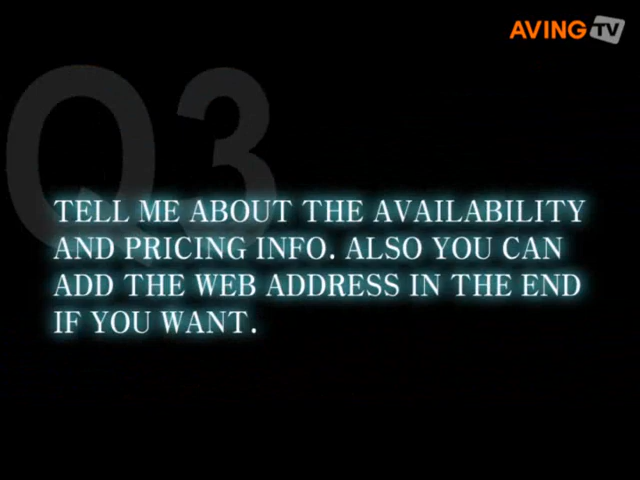 AVING TV
Q3
TELL ME ABOUT THE AVAILABILITY
AND PRICING INFO. ALSO YOU CAN
ADD THE WEB ADDRESS IN THE END
IF YOU WANT.